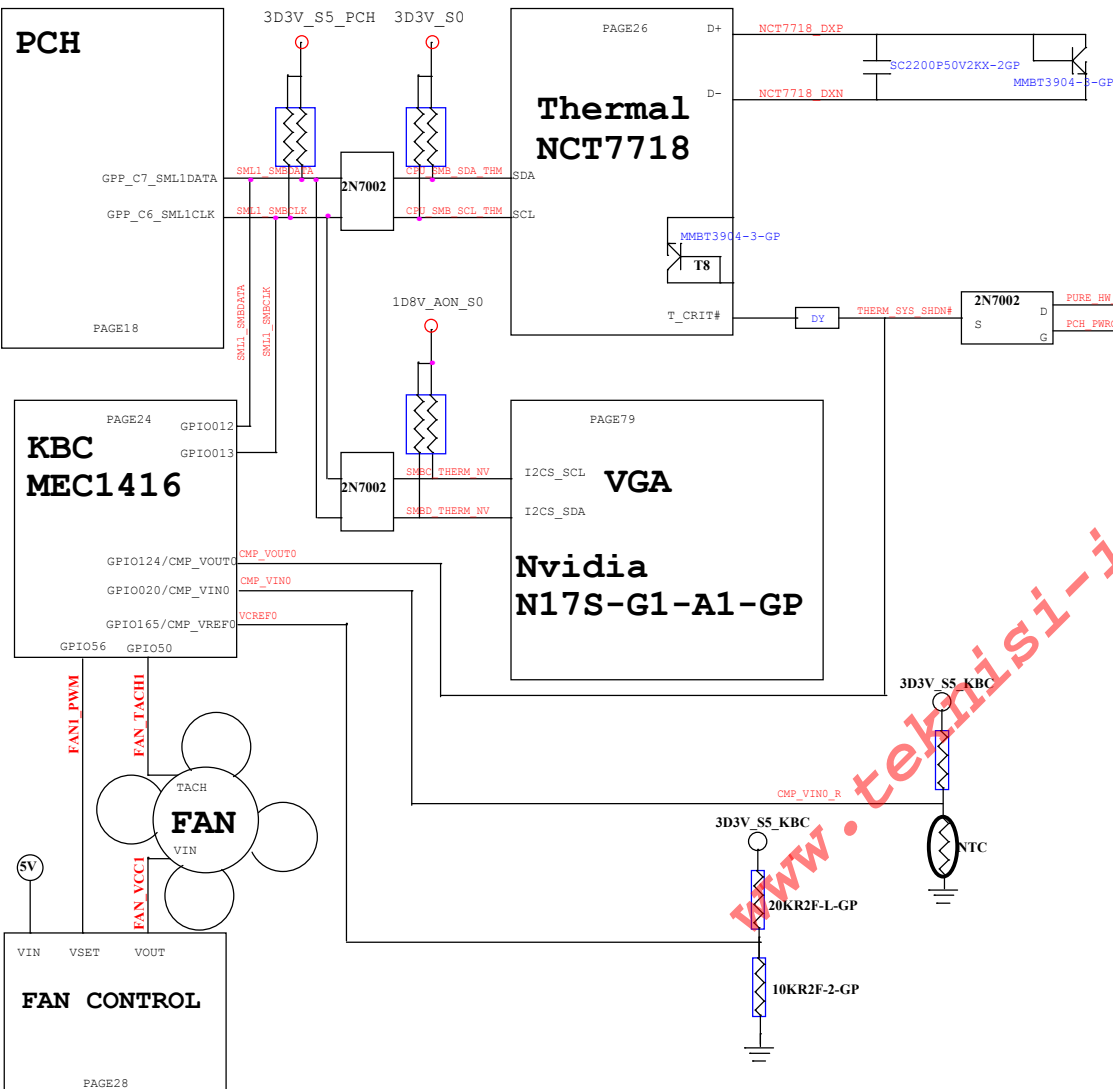 3D3V_S5_PCH
3D3V_S0
PCH
PAGE26
D+
NCT7718_DXP
SC2200P50V2KX-2GP
MMBT3904-3-GP
D-
NCT7718_DXN
Thermal
NCT7718
GPP_C7_SML1DATA
SML1_SMBDATA
2N7002
CPU_SMB_SDA_THM
SDA
GPP_C6_SML1CLK
SML1_SMBCLK
CPU_SMB_SCL_THM
SCL
MMBT3904-3-GP
T8
SML1_SMBDATA
SML1_SMBCLK
1D8V_AON_S0
PAGE18
T_CRIT#
DY
THERM_SYS_SHDN#
2N7002
S
D
G
PURE_HW
PCH_PWRO
PAGE24
GPIO012
KBC
MEC1416
GPIO013
PAGE79
2N7002
SMBC_THERM_NV
I2CS_SCL
VGA
SMBD_THERM_NV
I2CS_SDA
Nvidia
N17S-G1-A1-GP
GPIO124/CMP_VOUT0
CMP_VOUT0
GPIO020/CMP_VIN0
CMP_VIN0
GPIO165/CMP_VREF0
VCREF0
GPIO56
GPIO50
FAN1_PWM
FAN_TACH1
TACH
FAN
VIN
FAN_VCC1
5V
VIN
VSET
VOUT
FAN CONTROL
PAGE28
3D3V_S5_KBC
CMP_VIN0_R
NTC
3D3V_S5_KBC
20KR2F-L-GP
10KR2F-2-GP
www.teknisi-i